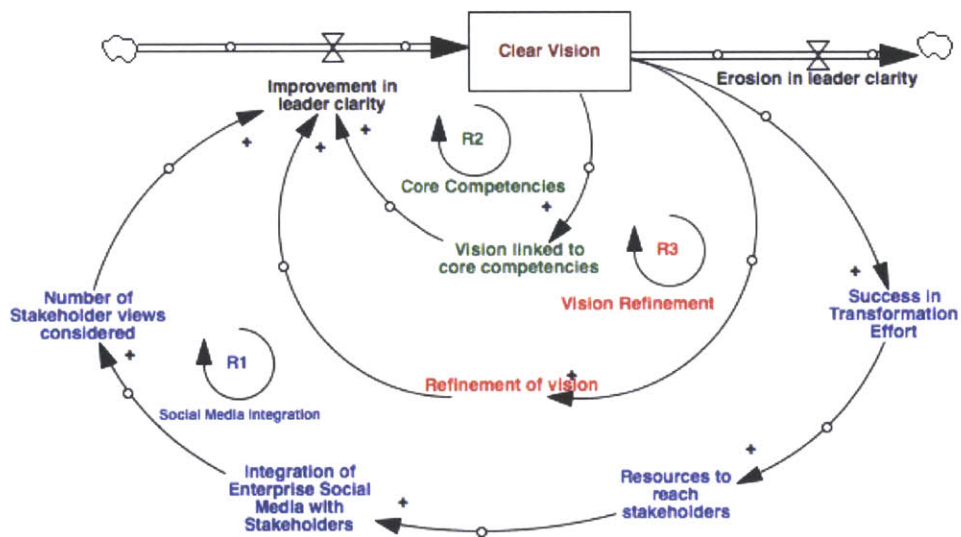 Clear Vision
Erosion in leader clarity
Improvement in
leader clarity
+
+
+
R2
Core Competencies
+
Vision linked to
core competencies
R3
Vision Refinement
+
Success in
Transformation
Effort
Number of
Stakeholder views
considered
+
R1
Social Media Integration
Refinement of vision
+
+
Resources to
reach
stakeholders
Integration of
Enterprise Social
Media with
Stakeholders
+